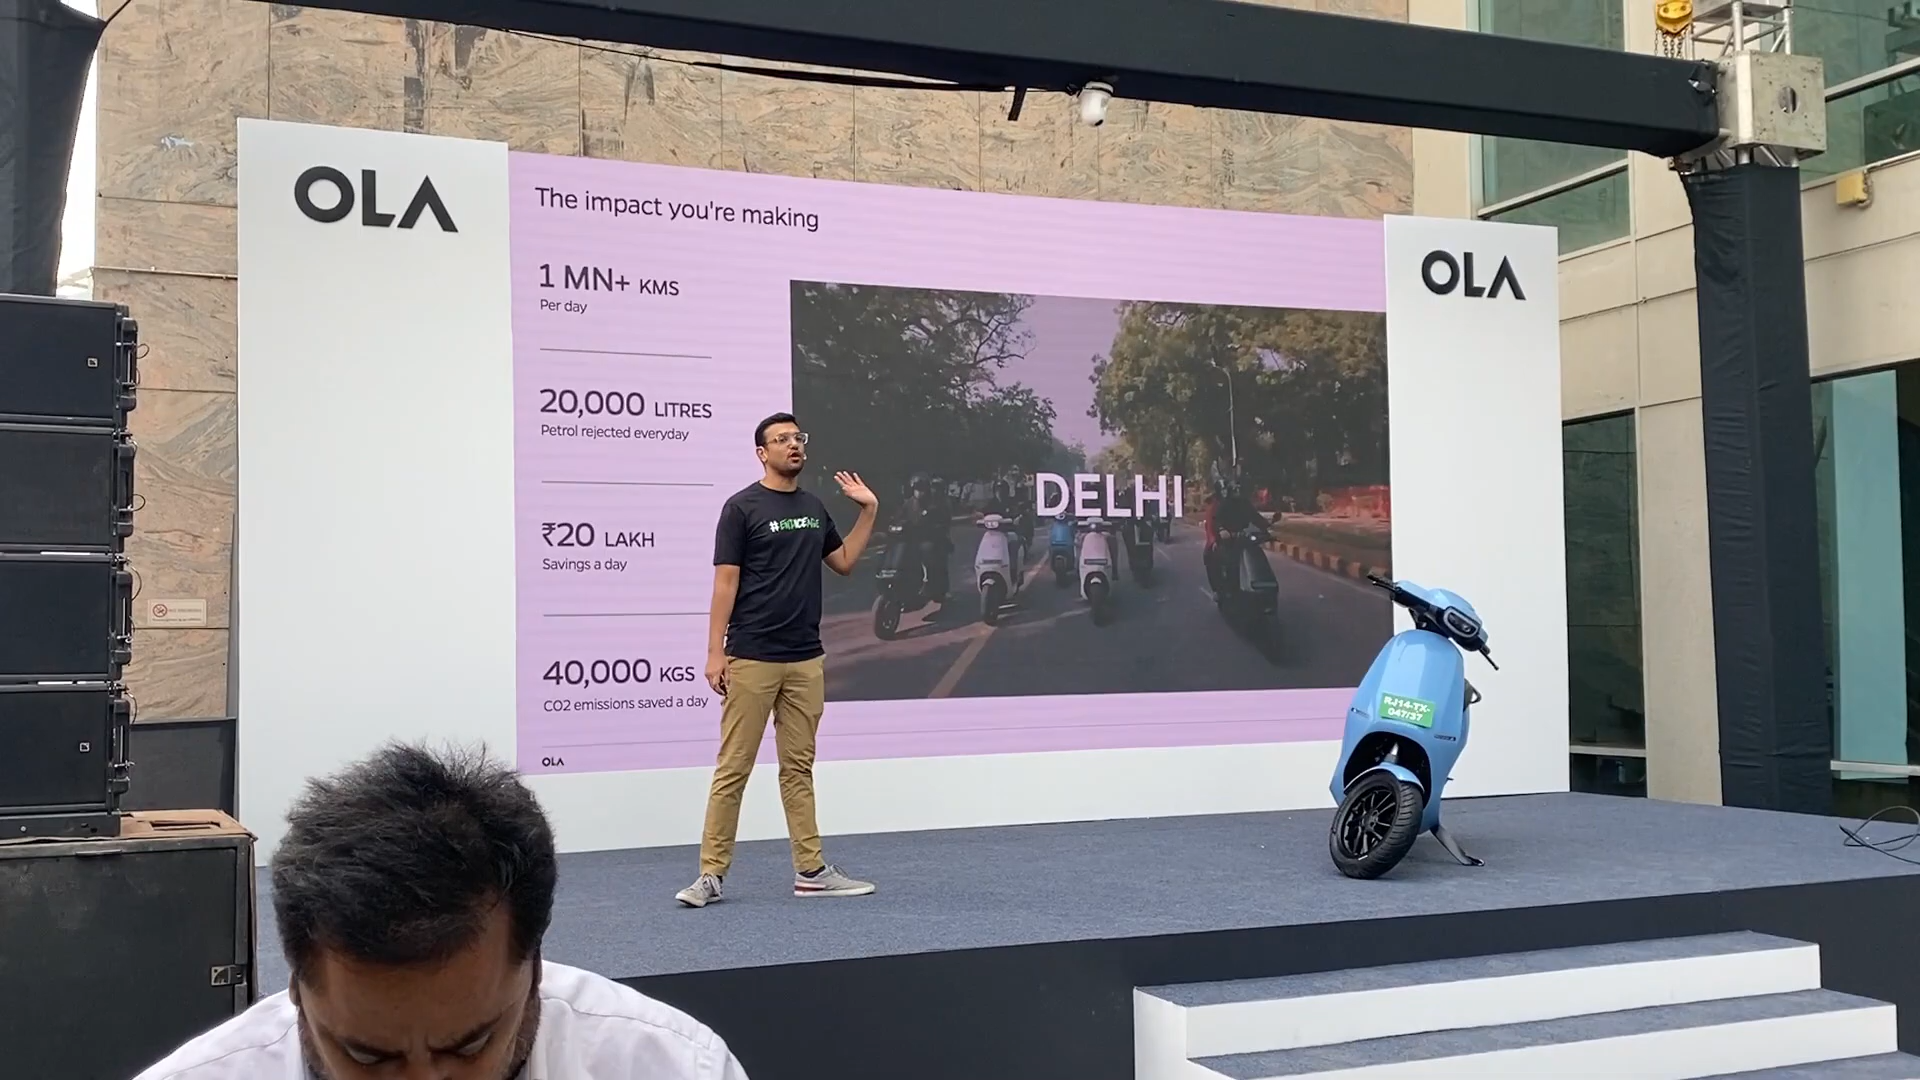 OLA
The impact you're making
1 MN+ KMS
Per day
20,000 LITRES
Petrol rejected everyday
₹20 LAKH
Savings a day
40,000 KGS
CO2 emissions saved a day
OLA
DELHI
#ENDICEAGE
OLA
RJ14-TX-
047/37